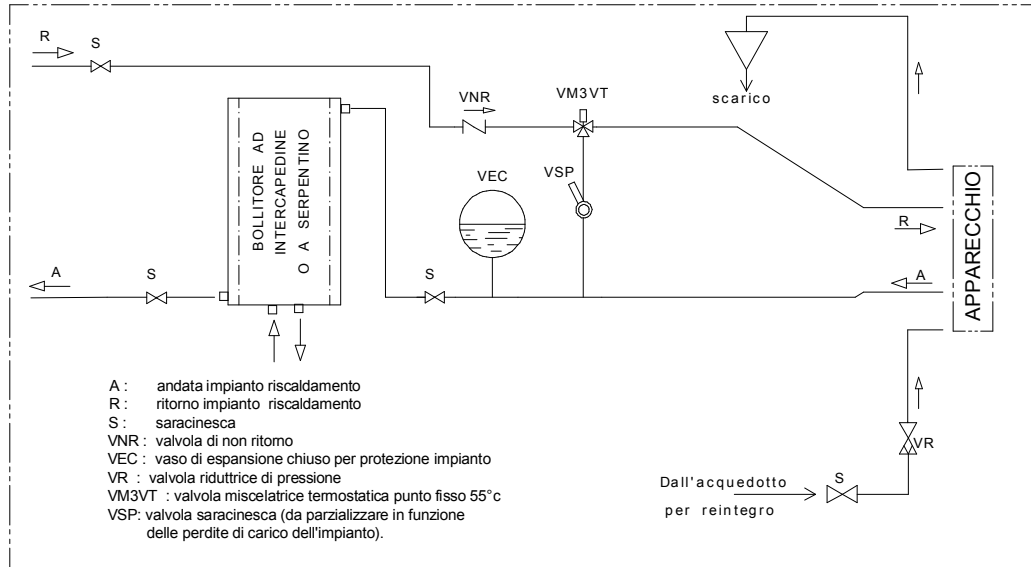 R
S
scarico
VNR
VM3VT
BOLLITORE AD
INTERCAPEDINE
O A SERPENTINO
VEC
VSP
R
A
S
S
A
APPARECCHIO
A : andata impianto riscaldamento
R : ritorno impianto riscaldamento
S : saracinesca
VNR : valvola di non ritorno
VEC : vaso di espansione chiuso per protezione impianto
VR : valvola riduttrice di pressione
VM3VT : valvola miscelatrice termostatica punto fisso 55°c
VSP: valvola saracinesca (da parzializzare in funzione
delle perdite di carico dell'impianto).
VR
Dall'acquedotto
per reintegro
S